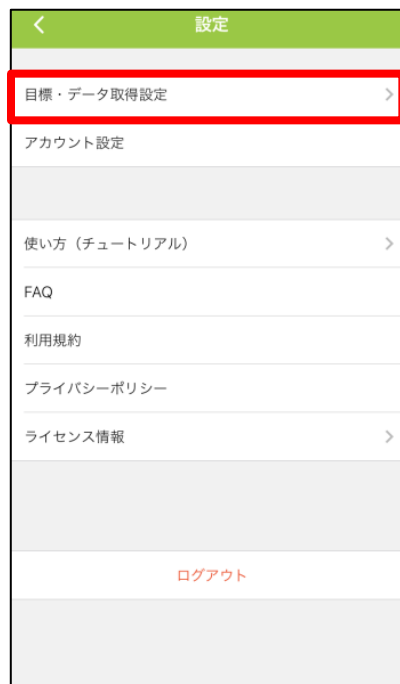 設定
目標・データ取得設定
アカウント設定
使い方（チュートリアル）
FAQ
利用規約
プライバシーポリシー
ライセンス情報
ログアウト